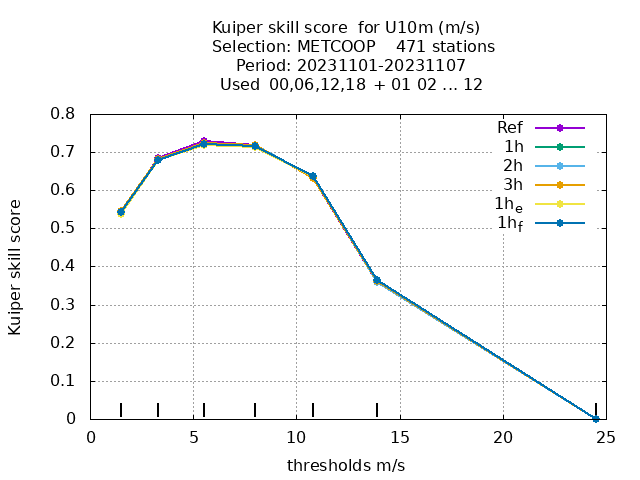 Kuiper skill score  for U10m (m/s)
Selection: METCOOP    471 stations
Period: 20231101-20231107
Used  00,06,12,18  + 01 02 ... 12
0.8
0.7
0.6
0.5
0.4
0.3
0.2
0.1
0
Kuiper skill score
Ref
1h
2h
3h
1he
1hf
0 5 10 15 20 25
thresholds m/s